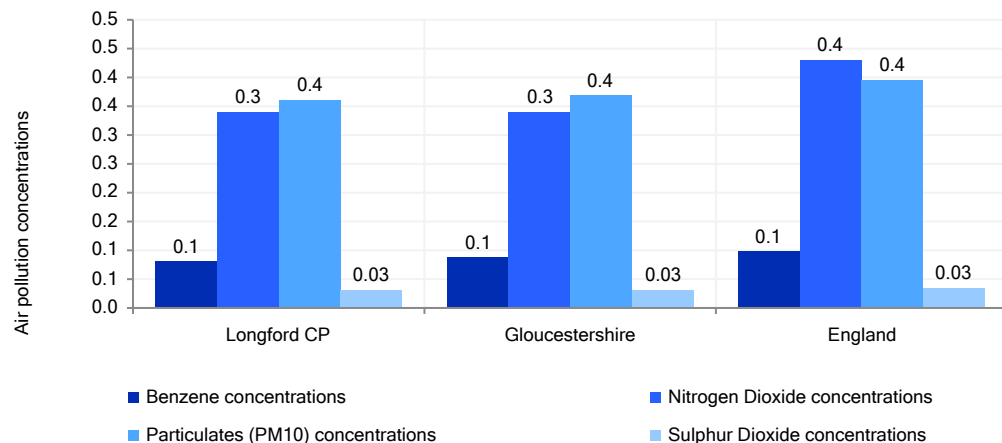 Air pollution concentrations
0.5
0.5
0.4
0.4
0.3
0.3
0.2
0.2
0.1
0.1
0.0
0.1
0.3
0.4
0.03
0.1
0.3
0.4
0.03
0.1
0.4
0.4
0.03
Longford CP
Gloucestershire
England
Benzene concentrations
Nitrogen Dioxide concentrations
Particulates (PM10) concentrations
Sulphur Dioxide concentrations